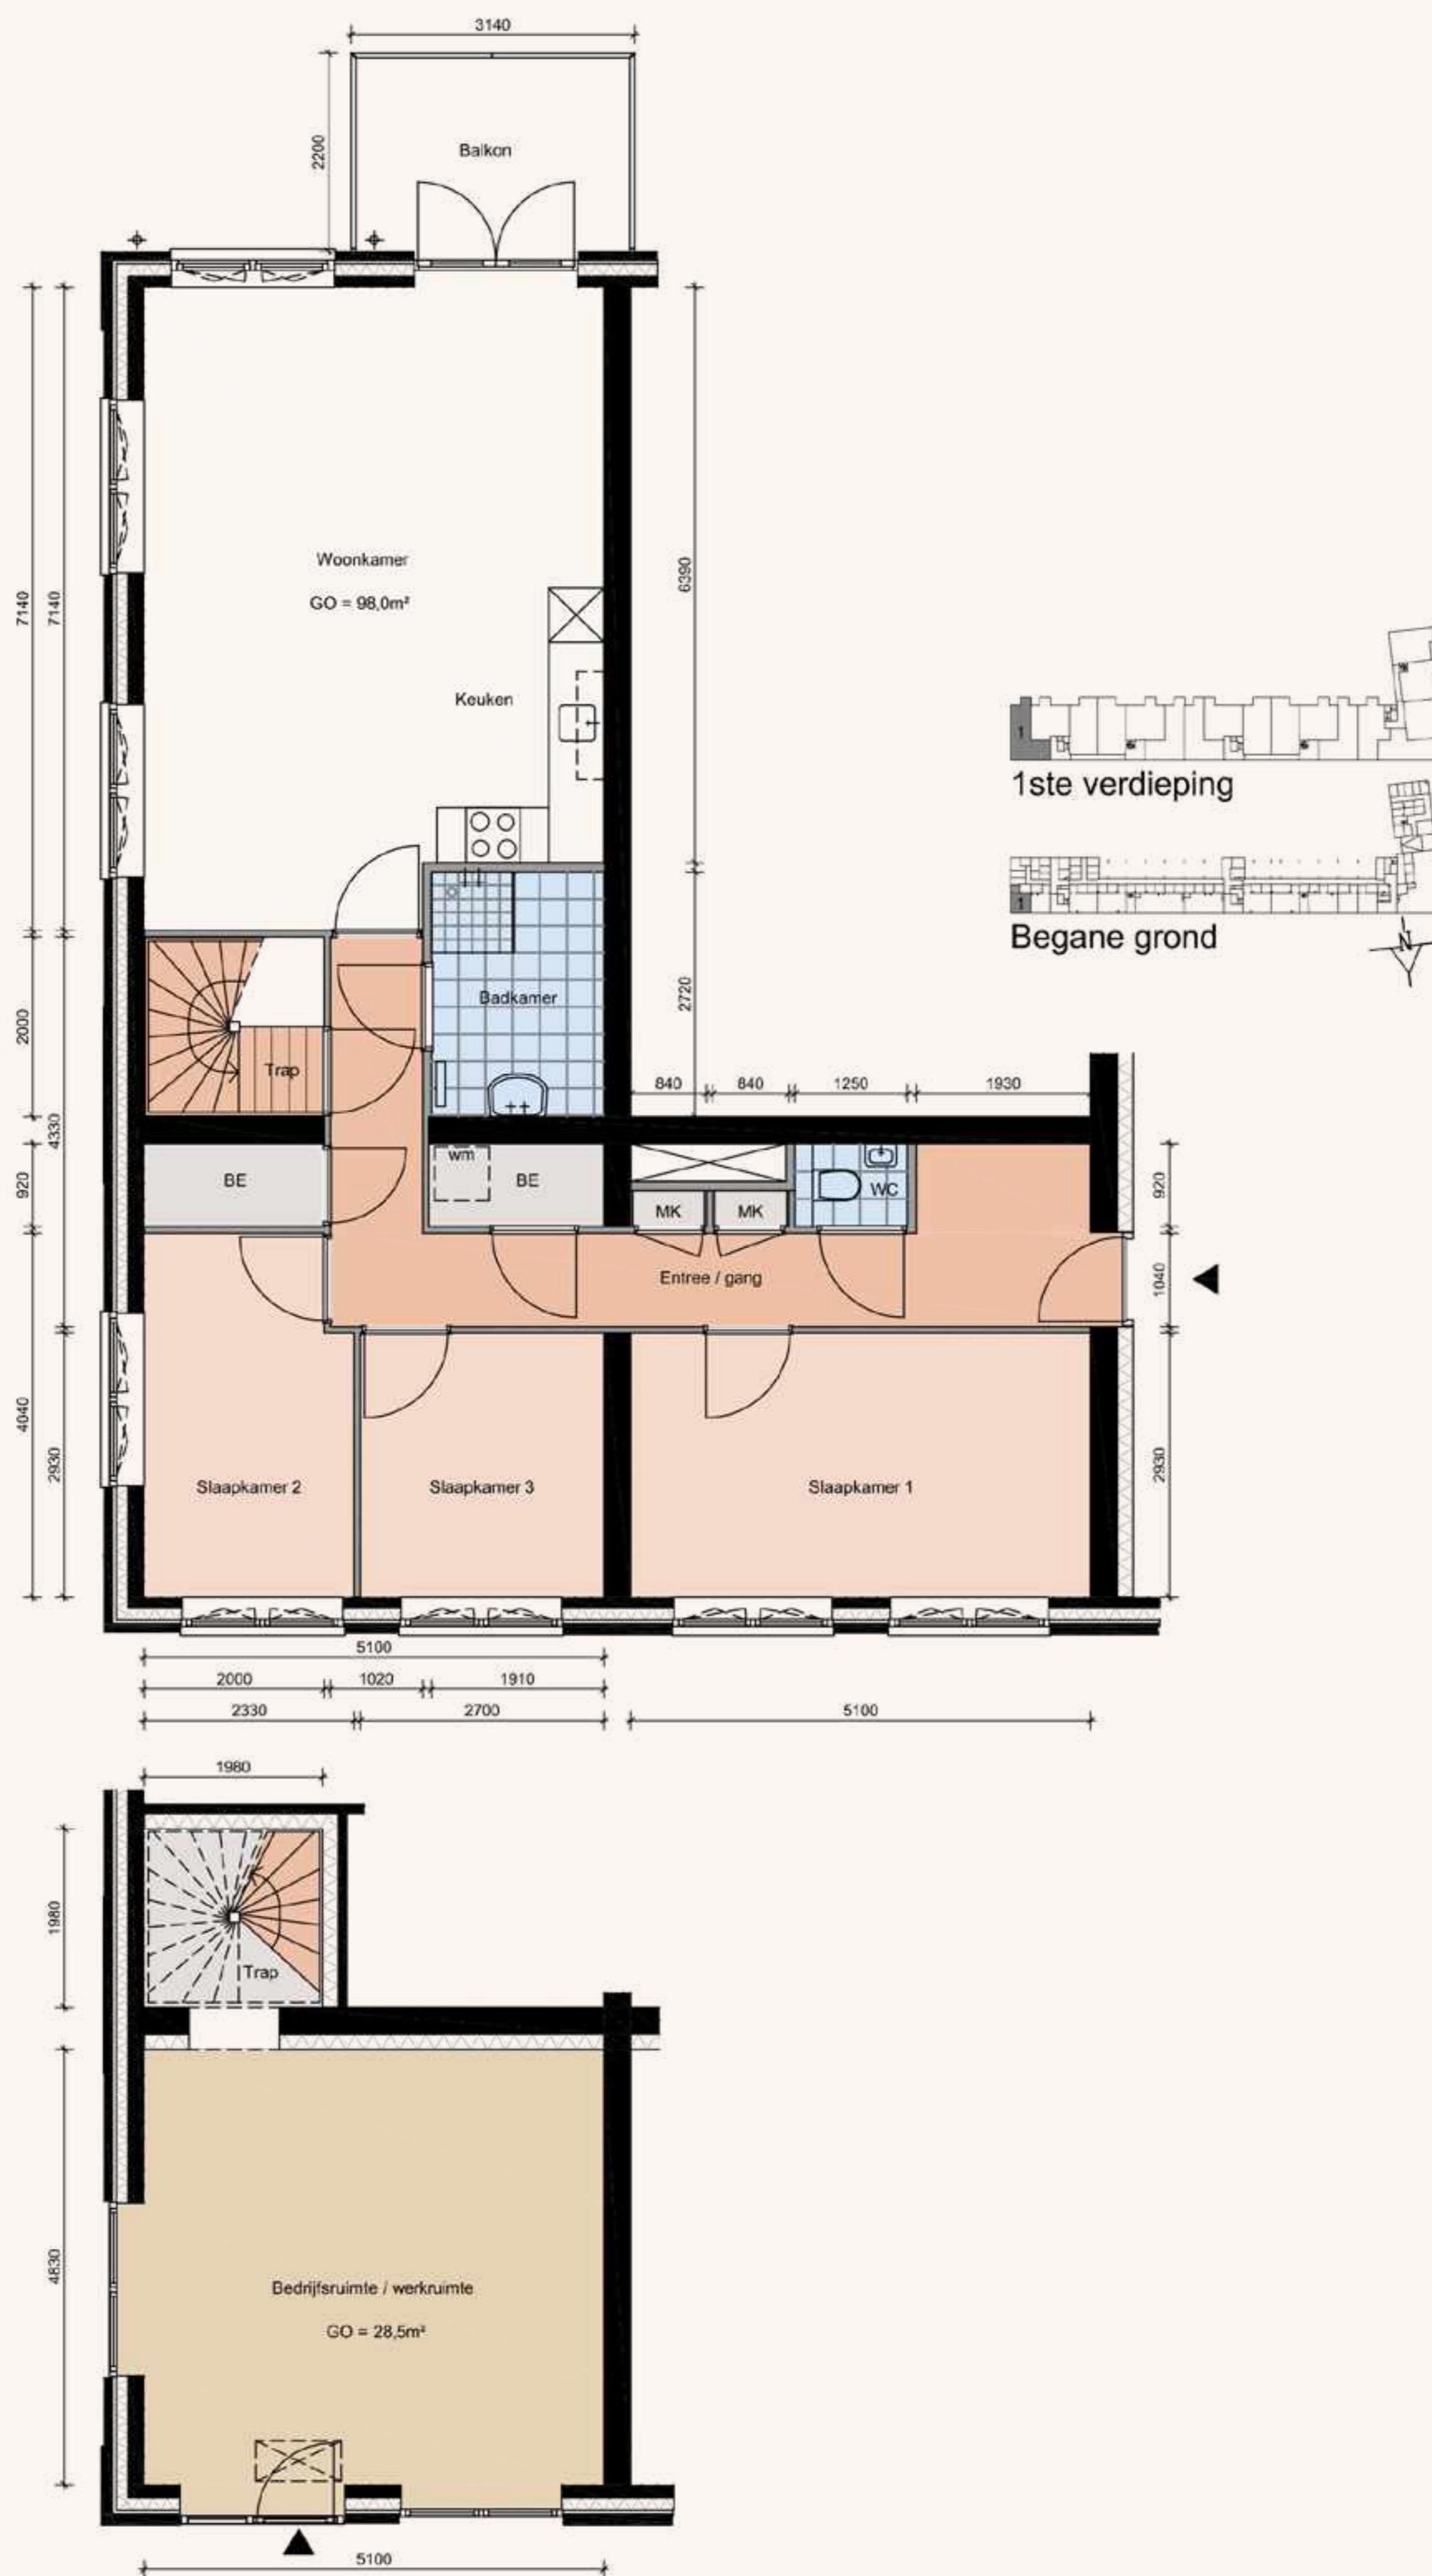 3140
2200
Balkon
7140
7140
6390
Woonkamer
GO = 98,0m²
Keuken
1
1ste verdieping
1
Begane grond
N
2000
4330
2720
Badkamer
Trap
840
840
1250
1930
920
BE
wm
BE
MK
MK
WC
920
Entree / gang
1040
4040
2930
Slaapkamer 2
Slaapkamer 3
Slaapkamer 1
2930
5100
2000
1020
1910
2330
2700
5100
1980
1980
Trap
4830
Bedrijfsruimte / werkruimte
GO = 28,5m²
5100